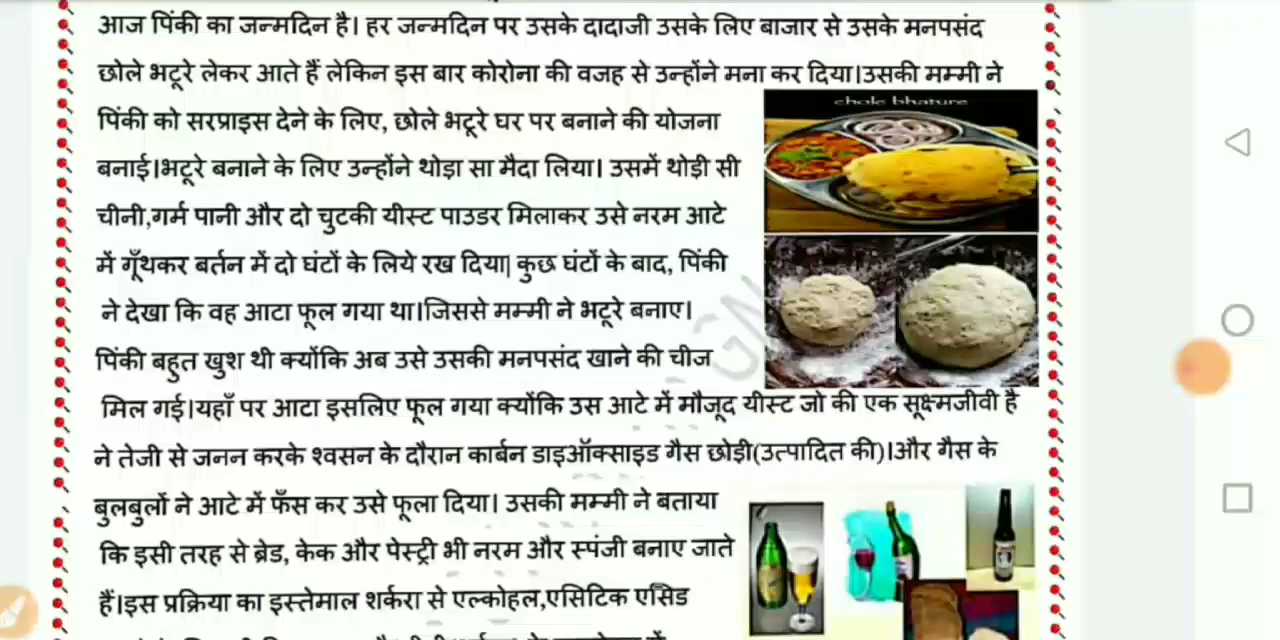 आज पिंकी का जन्मदिन है। हर जन्मदिन पर उसके दादाजी उसके लिए बाजार से उसके मनपसंद
छोले भटूरे लेकर आते हैं लेकिन इस बार कोरोना की वजह से उन्होंने मना कर दिया।उसकी मम्मी ने
पिंकी को सरप्राइस देने के लिए, छोले भटूरे घर पर बनाने की योजना
बनाई।भटूरे बनाने के लिए उन्होंने थोड़ा सा मैदा लिया। उसमें थोड़ी सी
चीनी,गर्म पानी और दो चुटकी यीस्ट पाउडर मिलाकर उसे नरम आटे
में गूँथकर बर्तन में दो घंटों के लिये रख दिया| कुछ घंटों के बाद, पिंकी
ने देखा कि वह आटा फूल गया था।जिससे मम्मी ने भटूरे बनाए।
पिंकी बहुत खुश थी क्योंकि अब उसे उसकी मनपसंद खाने की चीज
मिल गई।यहाँ पर आटा इसलिए फूल गया क्योंकि उस आटे में मौजूद यीस्ट जो की एक सूक्ष्मजीवी है
ने तेजी से जनन करके श्वसन के दौरान कार्बन डाइऑक्साइड गैस छोड़ी(उत्पादित की)।और गैस के
बुलबुलों ने आटे में फँस कर उसे फूला दिया। उसकी मम्मी ने बताया
कि इसी तरह से ब्रेड, केक और पेस्ट्री भी नरम और स्पंजी बनाए जाते
हैं।इस प्रक्रिया का इस्तेमाल शर्करा से एल्कोहल,एसिटिक एसिड
chole bhature